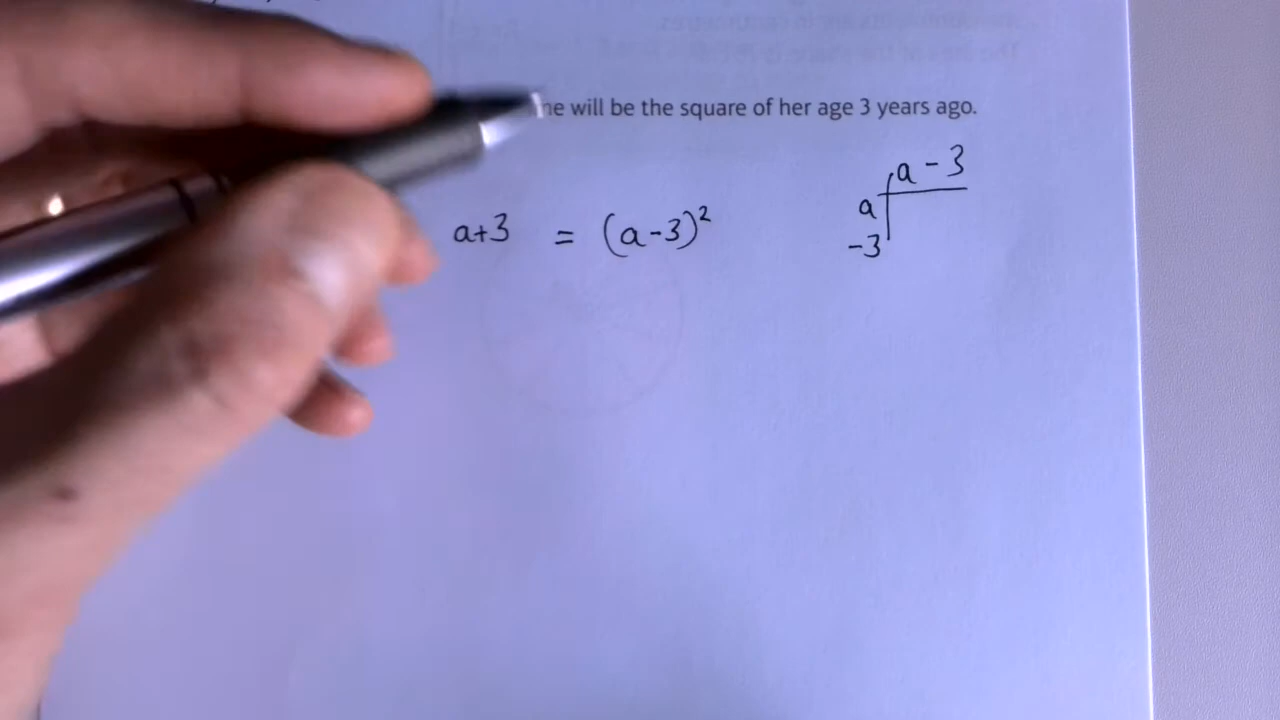 will be the square of her age 3 years ago.
a - 3
a
-3
a+3 = (a-3)²